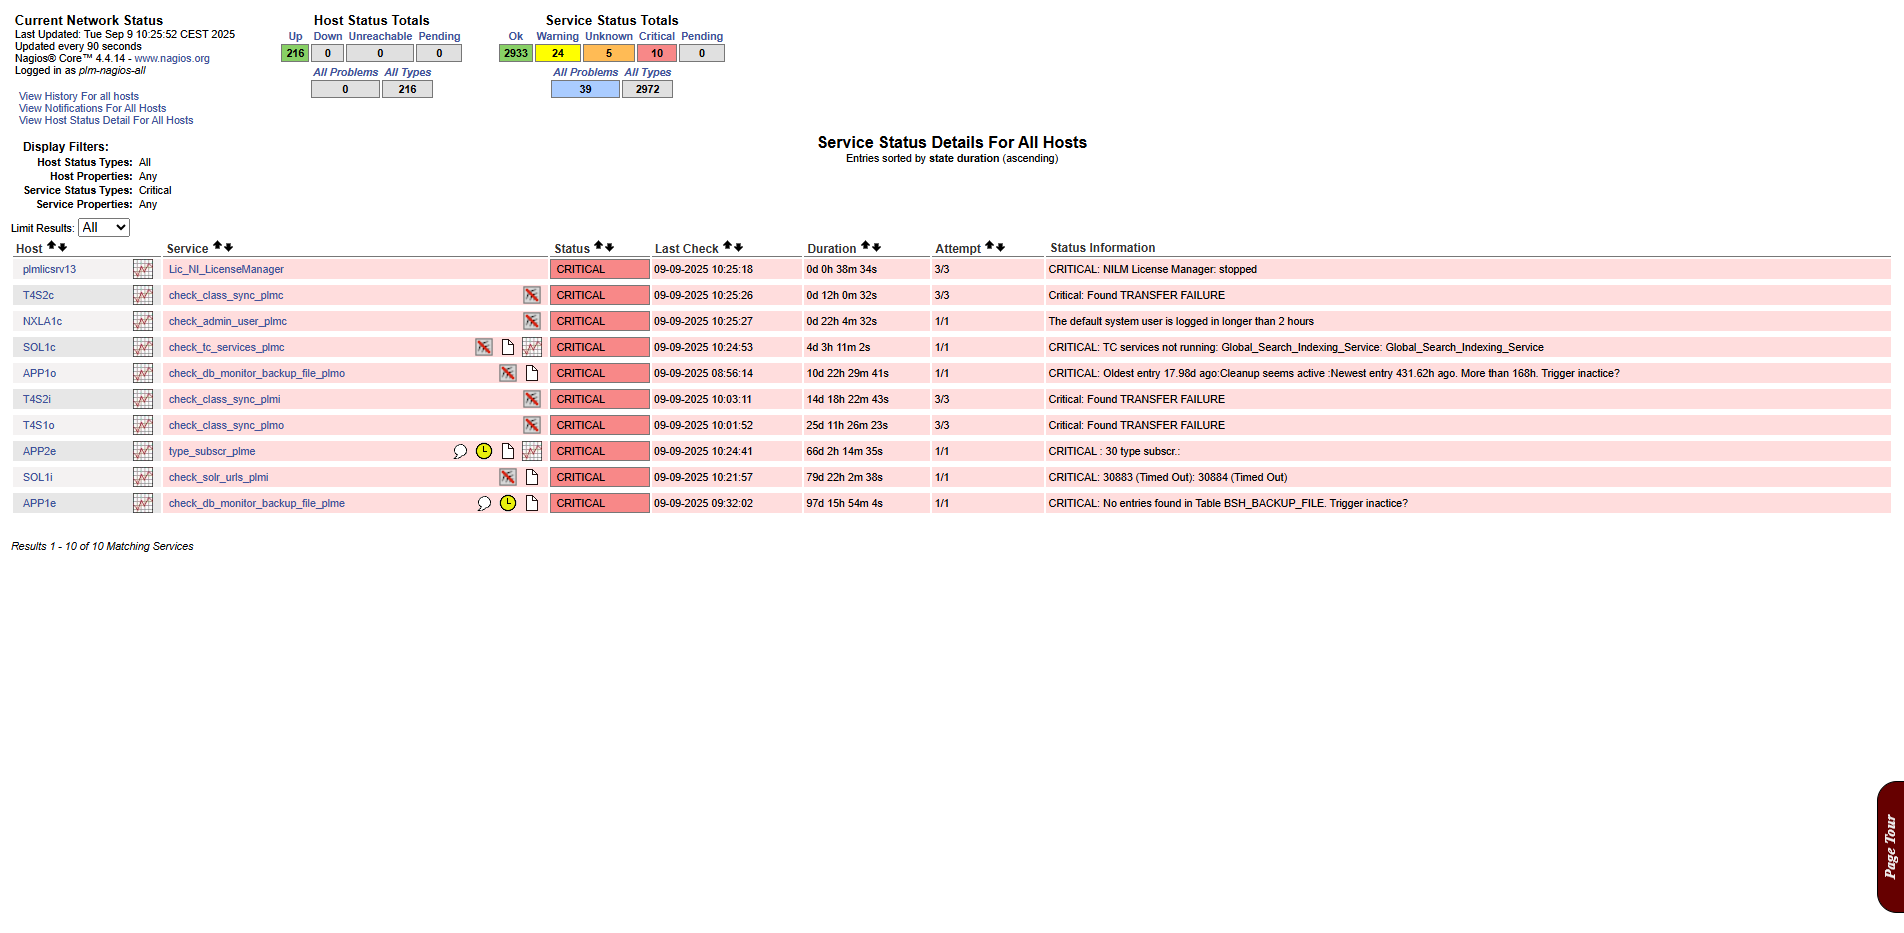 Current Network Status
Last Updated: Tue Sep 9 10:25:52 CEST 2025
Updated every 90 seconds
Nagios® Core™ 4.4.14 - www.nagios.org
Logged in as plm-nagios-all
View History For all hosts
View Notifications For All Hosts
View Host Status Detail For All Hosts
Host Status Totals
Up Down Unreachable Pending
216 0 0 0
All Problems All Types
0 216
Service Status Totals
Ok Warning Unknown Critical Pending
2933 24 5 10 0
All Problems All Types
39 2972
Display Filters:
Host Status Types: All
Host Properties: Any
Service Status Types: Critical
Service Properties: Any
Service Status Details For All Hosts
Entries sorted by state duration (ascending)
Limit Results: All
Host Service Status Last Check Duration Attempt Status Information
plmlicsrv13 Lic_NI_LicenseManager CRITICAL 09-09-2025 10:25:18 0d 0h 38m 34s 3/3 CRITICAL: NILM License Manager: stopped
T4S2c check_class_sync_plmc CRITICAL 09-09-2025 10:25:26 0d 12h 0m 32s 3/3 Critical: Found TRANSFER FAILURE
NXLA1c check_admin_user_plmc CRITICAL 09-09-2025 10:25:27 0d 22h 4m 32s 1/1 The default system user is logged in longer than 2 hours
SOL1c check_tc_services_plmc CRITICAL 09-09-2025 10:24:53 4d 3h 11m 2s 1/1 CRITICAL: TC services not running: Global_Search_Indexing_Service: Global_Search_Indexing_Service
APP1o check_db_monitor_backup_file_plmo CRITICAL 09-09-2025 08:56:14 10d 22h 29m 41s 1/1 CRITICAL: Oldest entry 17.98d ago:Cleanup seems active :Newest entry 431.62h ago. More than 168h. Trigger inactice?
T4S2i check_class_sync_plmi CRITICAL 09-09-2025 10:03:11 14d 18h 22m 43s 3/3 Critical: Found TRANSFER FAILURE
T4S1o check_class_sync_plmo CRITICAL 09-09-2025 10:01:52 25d 11h 26m 23s 3/3 Critical: Found TRANSFER FAILURE
APP2e type_subscr_plme CRITICAL 09-09-2025 10:24:41 66d 2h 14m 35s 1/1 CRITICAL : 30 type subscr.:
SOL1i check_solr_urls_plmi CRITICAL 09-09-2025 10:21:57 79d 22h 2m 38s 1/1 CRITICAL: 30883 (Timed Out): 30884 (Timed Out)
APP1e check_db_monitor_backup_file_plme CRITICAL 09-09-2025 09:32:02 97d 15h 54m 4s 1/1 CRITICAL: No entries found in Table BSH_BACKUP_FILE. Trigger inactice?
Results 1 - 10 of 10 Matching Services
Page Tour